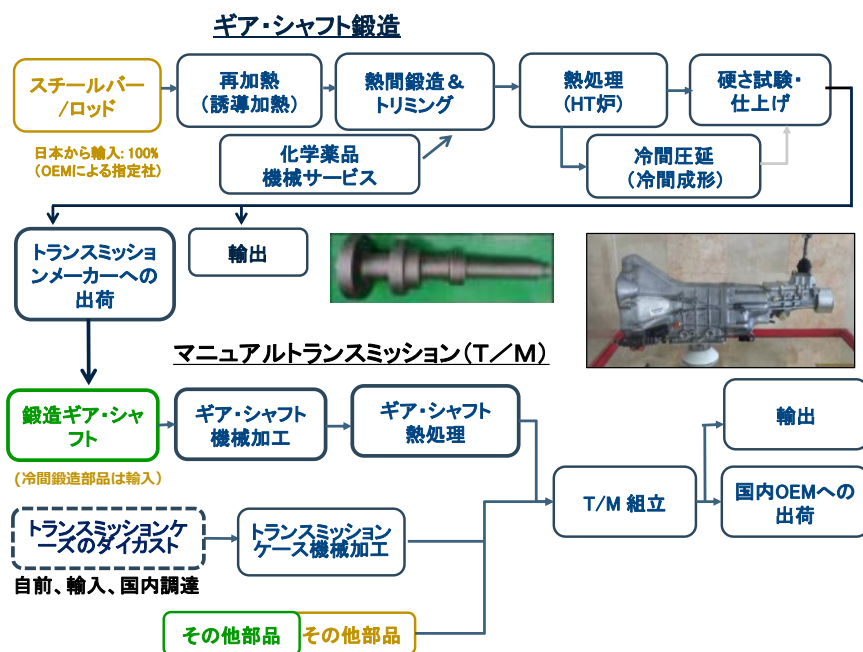 ギア・シャフト鍛造
スチールバー
/ロッド
再加熱
(誘導加熱)
熱間鍛造＆
トリミング
熱処理
(HT炉)
硬さ試験・
仕上げ
日本から輸入: 100%
(OEMによる指定社)
化学薬品
機械サービス
冷間圧延
(冷間成形)
トランスミッショ
ンメーカーへの
出荷
輸出
マニュアルトランスミッション(T／M)
鍛造ギア・シャ
フト
ギア・シャフト
機械加工
ギア・シャフト
熱処理
輸出
(冷間鍛造部品は輸入)
T/M 組立
国内OEMへの
出荷
トランスミッションケ
ーズのダイカスト
トランスミッション
ケース機械加工
自前、輸入、国内調達
その他部品
その他部品